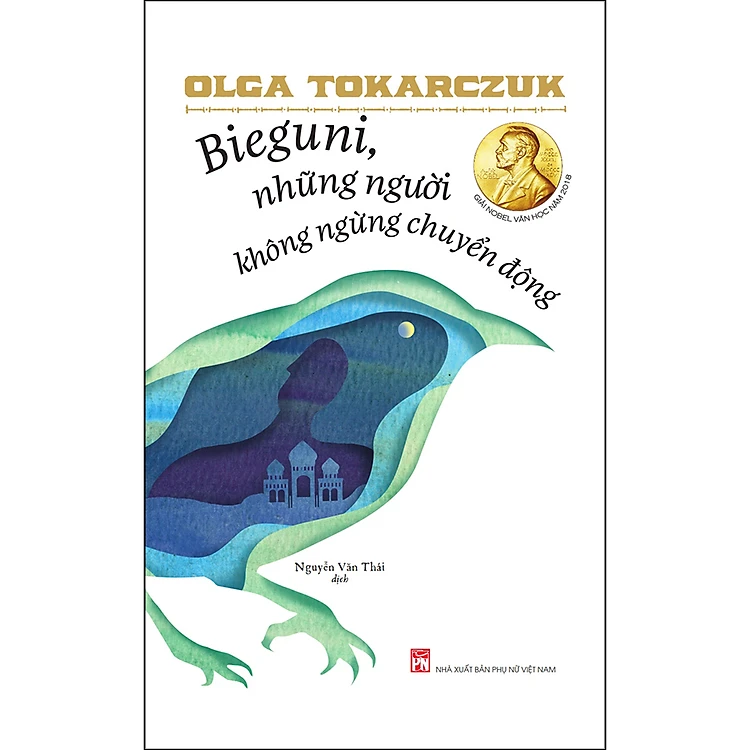 OLGA TOKARCZUK
Bieguni,
những người
không ngừng chuyển động
GIẢI NOBEL VĂN HỌC NĂM 2018
Nguyễn Văn Thái
dịch
PN
NHÀ XUẤT BẢN PHỤ NỮ VIỆT NAM